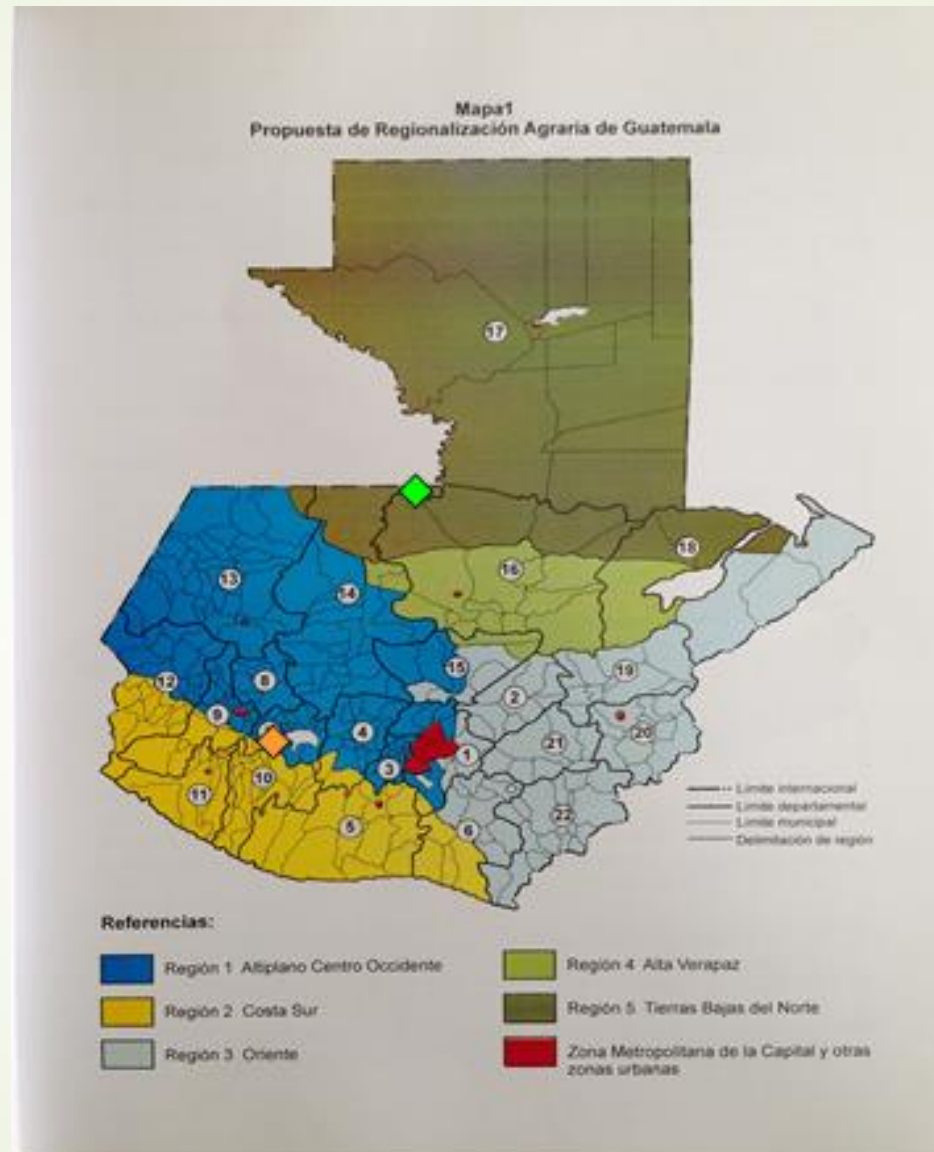 Mapa1
Propuesta de Regionalización Agraria de Guatemala
17
18
16
13
14
15
19
12
8
2
9
4
20
21
1
10
3
11
5
6
22
Límite internacional
Límite departamental
Límite municipal
Delimitación de región
Referencias:
Región 1 Altiplano Centro Occidente
Región 2 Costa Sur
Región 3 Oriente
Región 4 Alta Verapaz
Región 5 Tierras Bajas del Norte
Zona Metropolitana de la Capital y otras
zonas urbanas